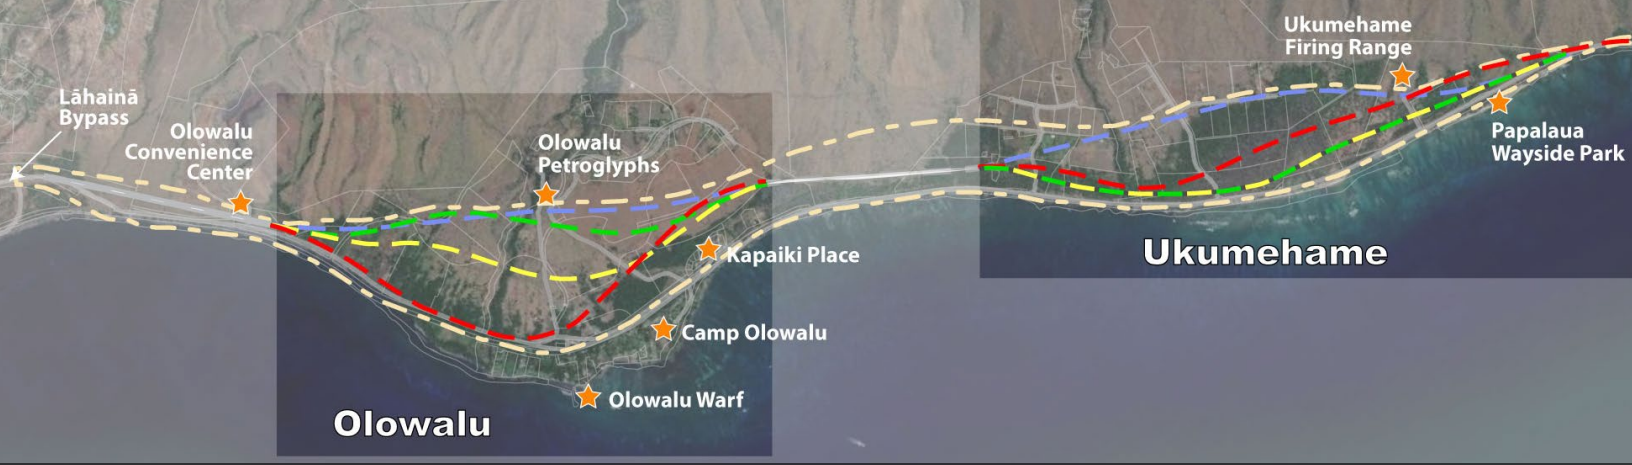 Lāhainā
Bypass
Olowalu
Convenience
Center
Olowalu
Petroglyphs
Kapaiki Place
Camp Olowalu
Olowalu Warf
Olowalu
Ukumehame
Firing Range
Papalaua
Wayside Park
Ukumehame